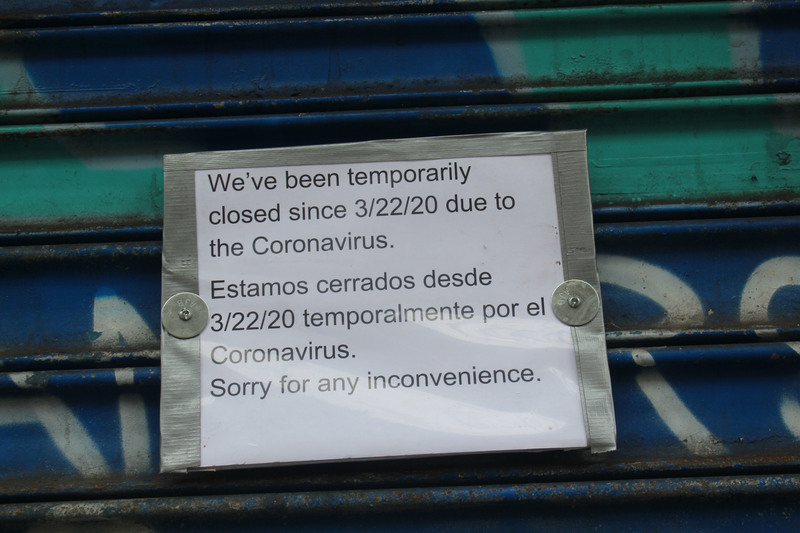 We've been temporarily
closed since 3/22/20 due to
the Coronavirus.
Estamos cerrados desde
3/22/20 temporalmente por el
Coronavirus.
Sorry for any inconvenience.